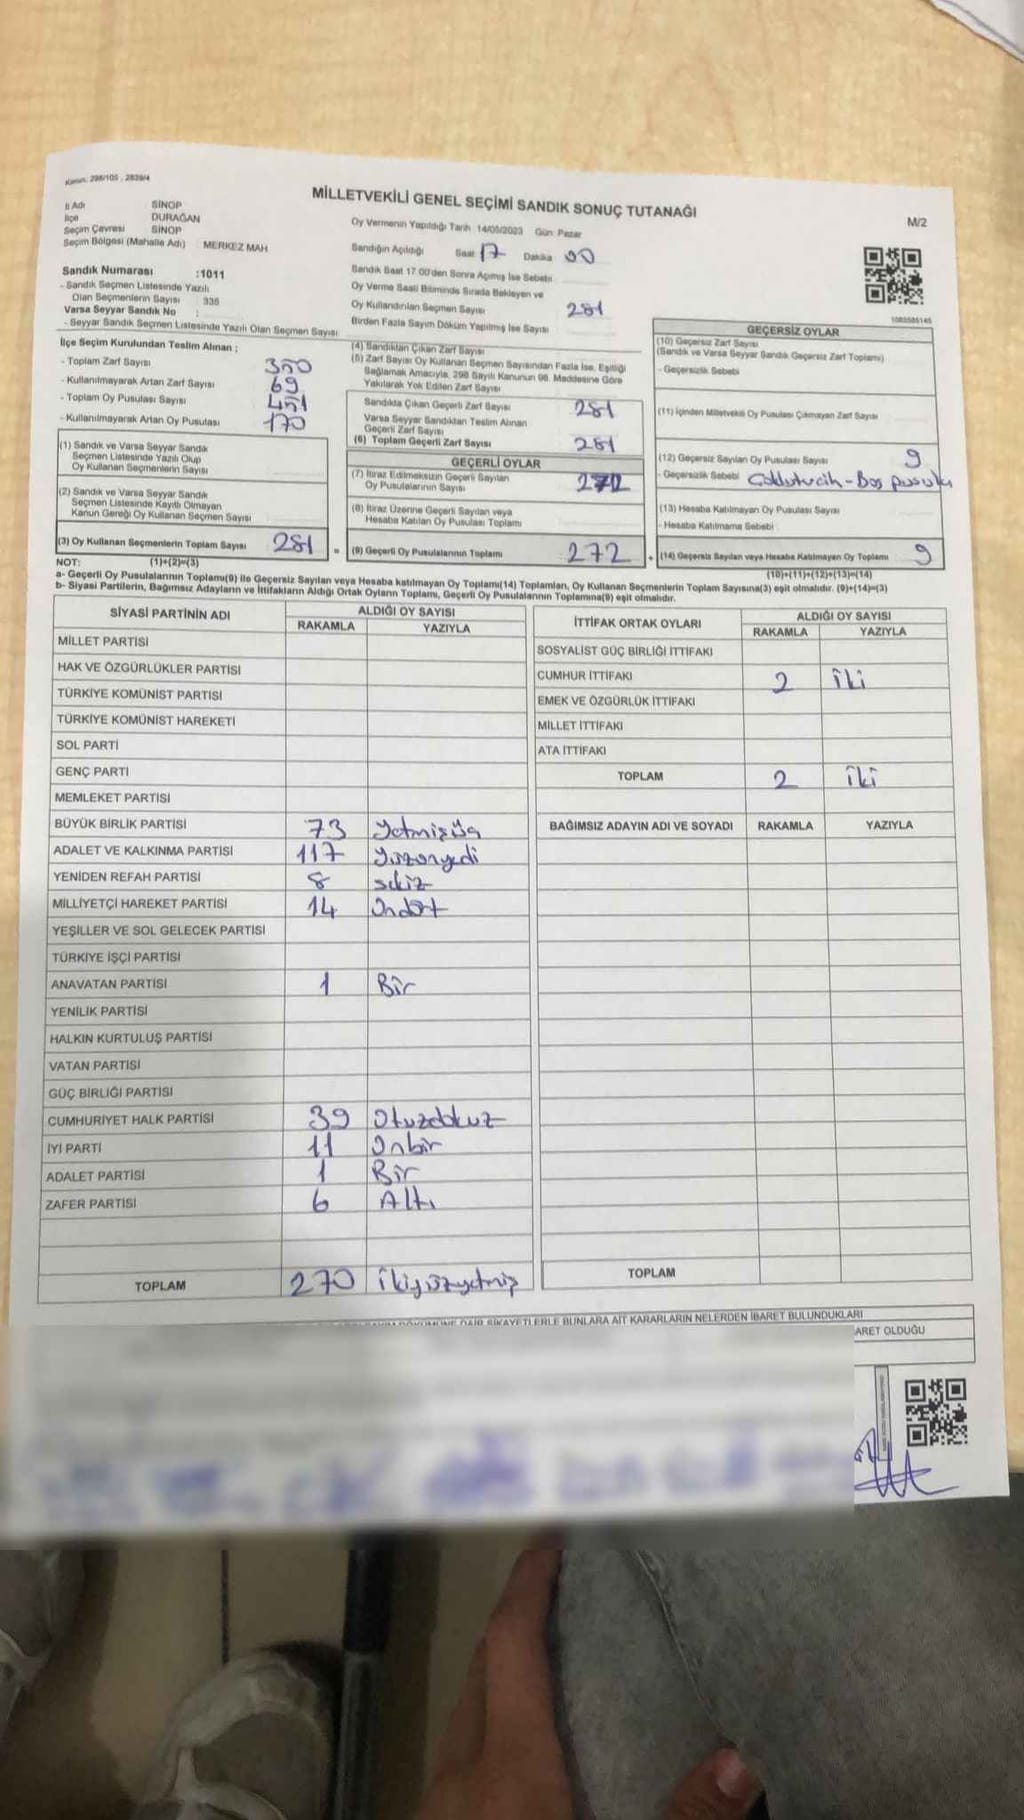 Kanun: 298/105 , 2839/4
MİLLETVEKİLİ GENEL SEÇİMİ SANDIK SONUÇ TUTANAĞI
M/2
İl Adı SİNOP
İlçe DURAĞAN
Seçim Çevresi SİNOP
Seçim Bölgesi (Mahalle Adı) : MERKEZ MAH
Sandık Numarası :1011
- Sandık Seçmen Listesinde Yazılı
Olan Seçmenlerin Sayısı : 336
Varsa Seyyar Sandık No :
- Seyyar Sandık Seçmen Listesinde Yazılı Olan Seçmen Sayısı
Oy Vermenin Yapıldığı Tarih 14/05/2023 Gün Pazar
Sandığın Açıldığı Saat 17 Dakika 00
Sandık Saat 17.00'den Sonra Açılmış İse Sebebi
Oy Verme Saati Bitiminde Sırada Bekleyen ve
Oy Kullandırılan Seçmen Sayısı 281
Birden Fazla Sayım Döküm Yapılmış İse Sayısı
1083585145
İlçe Seçim Kurulundan Teslim Alınan ;
- Toplam Zarf Sayısı 350
- Kullanılmayarak Artan Zarf Sayısı 69
- Toplam Oy Pusulası Sayısı 451
- Kullanılmayarak Artan Oy Pusulası 170
(1) Sandık ve Varsa Seyyar Sandık
Seçmen Listesinde Yazılı Olup
Oy Kullanan Seçmenlerin Sayısı
(2) Sandık ve Varsa Seyyar Sandık
Seçmen Listesinde Kayıtlı Olmayan
Kanun Gereği Oy Kullanan Seçmen Sayısı
(3) Oy Kullanan Seçmenlerin Toplam Sayısı 281 =
(1)+(2)=(3)
(4) Sandıktan Çıkan Zarf Sayısı
(5) Zarf Sayısı Oy Kullanan Seçmen Sayısından Fazla İse, Eşitliği
Sağlamak Amacıyla, 298 Sayılı Kanunun 98. Maddesine Göre
Yakılarak Yok Edilen Zarf Sayısı
Sandıkta Çıkan Geçerli Zarf Sayısı 281
Varsa Seyyar Sandıktan Teslim Alınan
Geçerli Zarf Sayısı
(6) Toplam Geçerli Zarf Sayısı 281
GEÇERLİ OYLAR
(7) İtiraz Edilmeksizin Geçerli Sayılan
Oy Pusulalarının Sayısı 272
(8) İtiraz Üzerine Geçerli Sayılan veya
Hesaba Katılan Oy Pusulası Toplamı
(9) Geçerli Oy Pusulalarının Toplamı 272 +
GEÇERSİZ OYLAR
(10) Geçersiz Zarf Sayısı
(Sandık ve Varsa Seyyar Sandık Geçersiz Zarf Toplamı)
- Geçersizlik Sebebi
(11) İçinden Milletvekili Oy Pusulası Çıkmayan Zarf Sayısı
(12) Geçersiz Sayılan Oy Pusulası Sayısı 9
- Geçersizlik Sebebi - Boş pusula
(13) Hesaba Katılmayan Oy Pusulası Sayısı
- Hesaba Katılmama Sebebi
(14) Geçersiz Sayılan veya Hesaba Katılmayan Oy Toplamı 9
(10)+(11)+(12)+(13)=(14)
NOT:
a- Geçerli Oy Pusulalarının Toplamı(9) ile Geçersiz Sayılan veya Hesaba katılmayan Oy Toplamı(14) Toplamları, Oy Kullanan Seçmenlerin Toplam Sayısına(3) eşit olmalıdır. (9)+(14)=(3)
b- Siyasi Partilerin, Bağımsız Adayların ve İttifakların Aldığı Ortak Oyların Toplamı, Geçerli Oy Pusulalarının Toplamına(9) eşit olmalıdır.
SİYASİ PARTİNİN ADI
ALDIĞI OY SAYISI
RAKAMLA YAZIYLA
MİLLET PARTİSİ
HAK VE ÖZGÜRLÜKLER PARTİSİ
TÜRKİYE KOMÜNİST PARTİSİ
TÜRKİYE KOMÜNİST HAREKETİ
SOL PARTİ
GENÇ PARTİ
MEMLEKET PARTİSİ
BÜYÜK BİRLİK PARTİSİ 73 yetmişüç
ADALET VE KALKINMA PARTİSİ 117 yüzonyedi
YENİDEN REFAH PARTİSİ 8 sekiz
MİLLİYETÇİ HAREKET PARTİSİ 14 Ondört
YEŞİLLER VE SOL GELECEK PARTİSİ
TÜRKİYE İŞÇİ PARTİSİ
ANAVATAN PARTİSİ 1 Bir
YENİLİK PARTİSİ
HALKIN KURTULUŞ PARTİSİ
VATAN PARTİSİ
GÜÇ BİRLİĞİ PARTİSİ
CUMHURİYET HALK PARTİSİ 39 Otuzdokuz
İYİ PARTİ 11 Onbir
ADALET PARTİSİ 1 Bir
ZAFER PARTİSİ 6 Altı
TOPLAM 270 İkiyüzyetmiş
İTTİFAK ORTAK OYLARI
ALDIĞI OY SAYISI
RAKAMLA YAZIYLA
SOSYALİST GÜÇ BİRLİĞİ İTTİFAKI
CUMHUR İTTİFAKI 2 İki
EMEK VE ÖZGÜRLÜK İTTİFAKI
MİLLET İTTİFAKI
ATA İTTİFAKI
TOPLAM 2 İki
BAĞIMSIZ ADAYIN ADI VE SOYADI RAKAMLA YAZIYLA
TOPLAM
DÖKÜMÜNE DAİR ŞİKAYETLERLE BUNLARA AİT KARARLARIN NELERDEN İBARET BULUNDUKLARI
ARET OLDUĞU